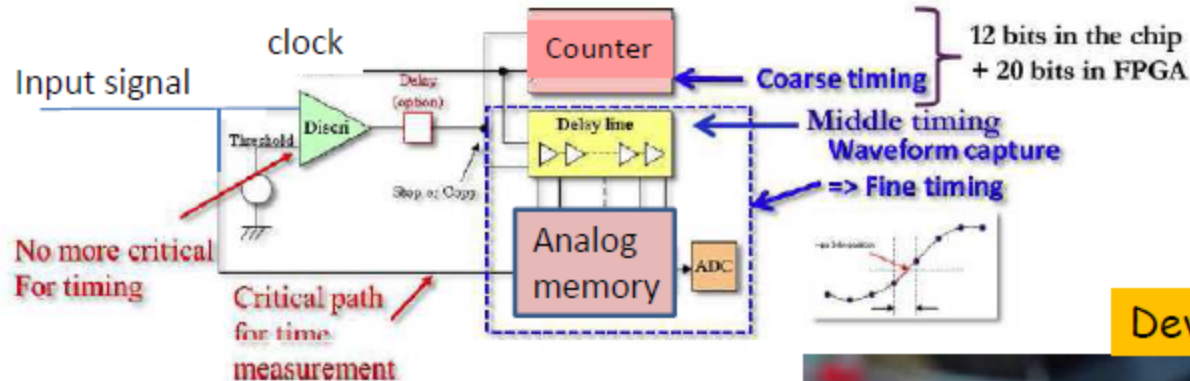 clock
Input signal
Counter
12 bits in the chip
+ 20 bits in FPGA
Coarse timing
Delay
(option)
Threshold
Discri
Delay line
Middle timing
Waveform capture
=> Fine timing
Stop or Copy
Analog
memory
ADC
No more critical
For timing
Critical path
for time
measurement
Dev